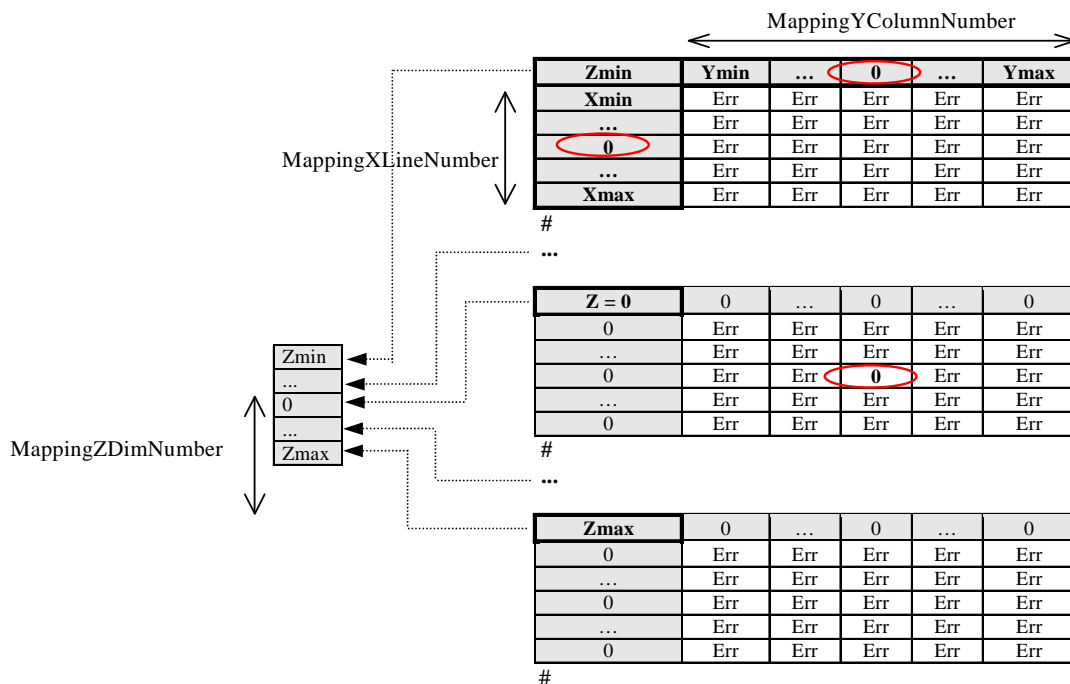 MappingYColumnNumber
Zmin Ymin … 0 … Ymax
Xmin Err Err Err Err Err
… Err Err Err Err Err
0 Err Err Err Err Err
… Err Err Err Err Err
Xmax Err Err Err Err Err
MappingXLineNumber
#
...
Z = 0 0 … 0 … 0
0 Err Err Err Err Err
… Err Err Err Err Err
0 Err Err 0 Err Err
… Err Err Err Err Err
0 Err Err Err Err Err
#
...
Zmin
...
0
...
Zmax
MappingZDimNumber
Zmax 0 … 0 … 0
0 Err Err Err Err Err
… Err Err Err Err Err
0 Err Err Err Err Err
… Err Err Err Err Err
0 Err Err Err Err Err
#